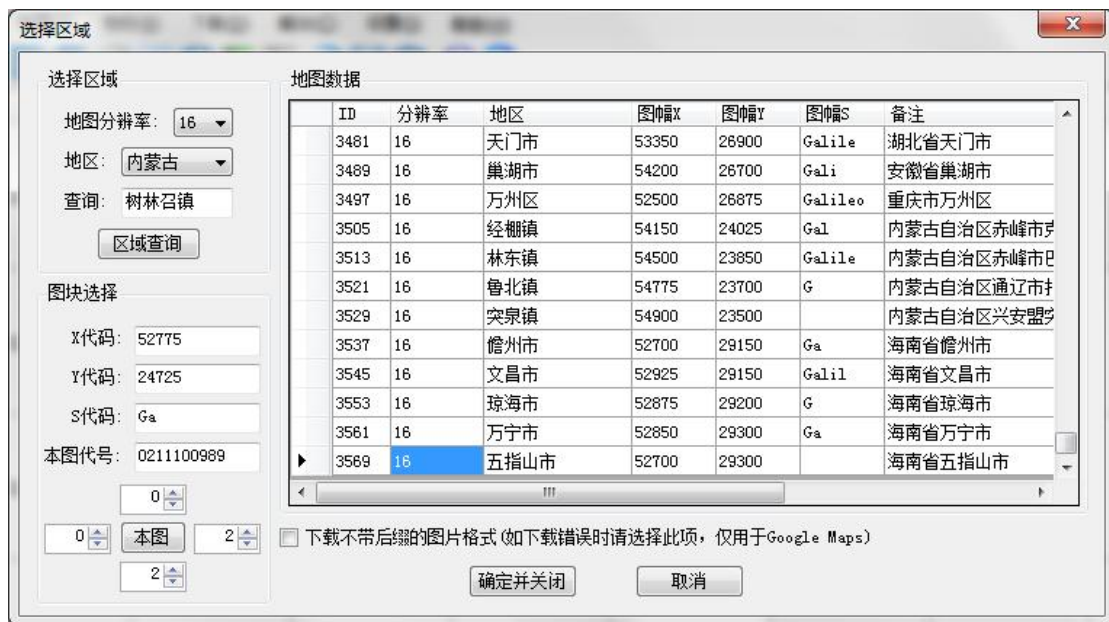 选择区域
选择区域
地图分辨率: 16
地区: 内蒙古
查询: 树林召镇
区域查询
图块选择
X代码: 52775
Y代码: 24725
S代码: Ga
本图代号: 0211100989
0
0 本图 2
2
地图数据
ID 分辨率 地区 图幅X 图幅Y 图幅S 备注
3481 16 天门市 53350 26900 Galile 湖北省天门市
3489 16 巢湖市 54200 26700 Gali 安徽省巢湖市
3497 16 万州区 52500 26875 Galileo 重庆市万州区
3505 16 经棚镇 54150 24025 Gal 内蒙古自治区赤峰市克
3513 16 林东镇 54500 23850 Galile 内蒙古自治区赤峰市巴
3521 16 鲁北镇 54775 23700 G 内蒙古自治区通辽市扎
3529 16 突泉镇 54900 23500 内蒙古自治区兴安盟突
3537 16 儋州市 52700 29150 Ga 海南省儋州市
3545 16 文昌市 52925 29150 Galil 海南省文昌市
3553 16 琼海市 52875 29200 G 海南省琼海市
3561 16 万宁市 52850 29300 Ga 海南省万宁市
3569 16 五指山市 52700 29300 海南省五指山市
下载不带后缀的图片格式(如下载错误时请选择此项，仅用于Google Maps)
确定并关闭 取消